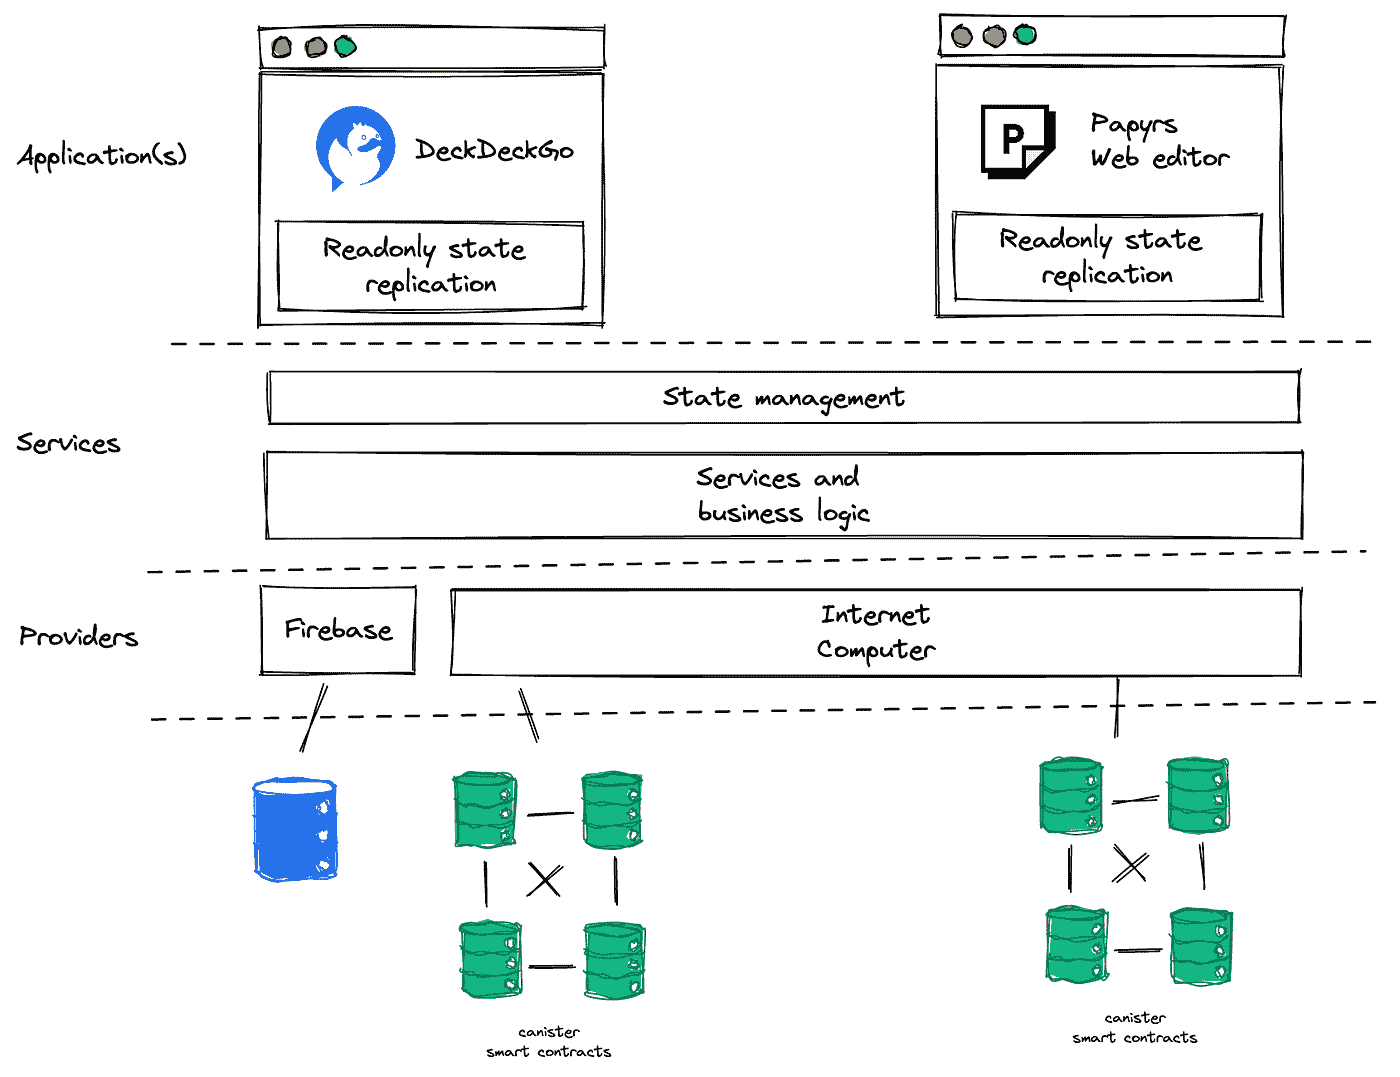 Application(s)
DeckDeckGo
Readonly state
replication
P
Papyrs
Web editor
Readonly state
replication
Services
State management
Services and
business logic
Providers
Firebase
Internet
Computer
canister
smart contracts
canister
smart contracts